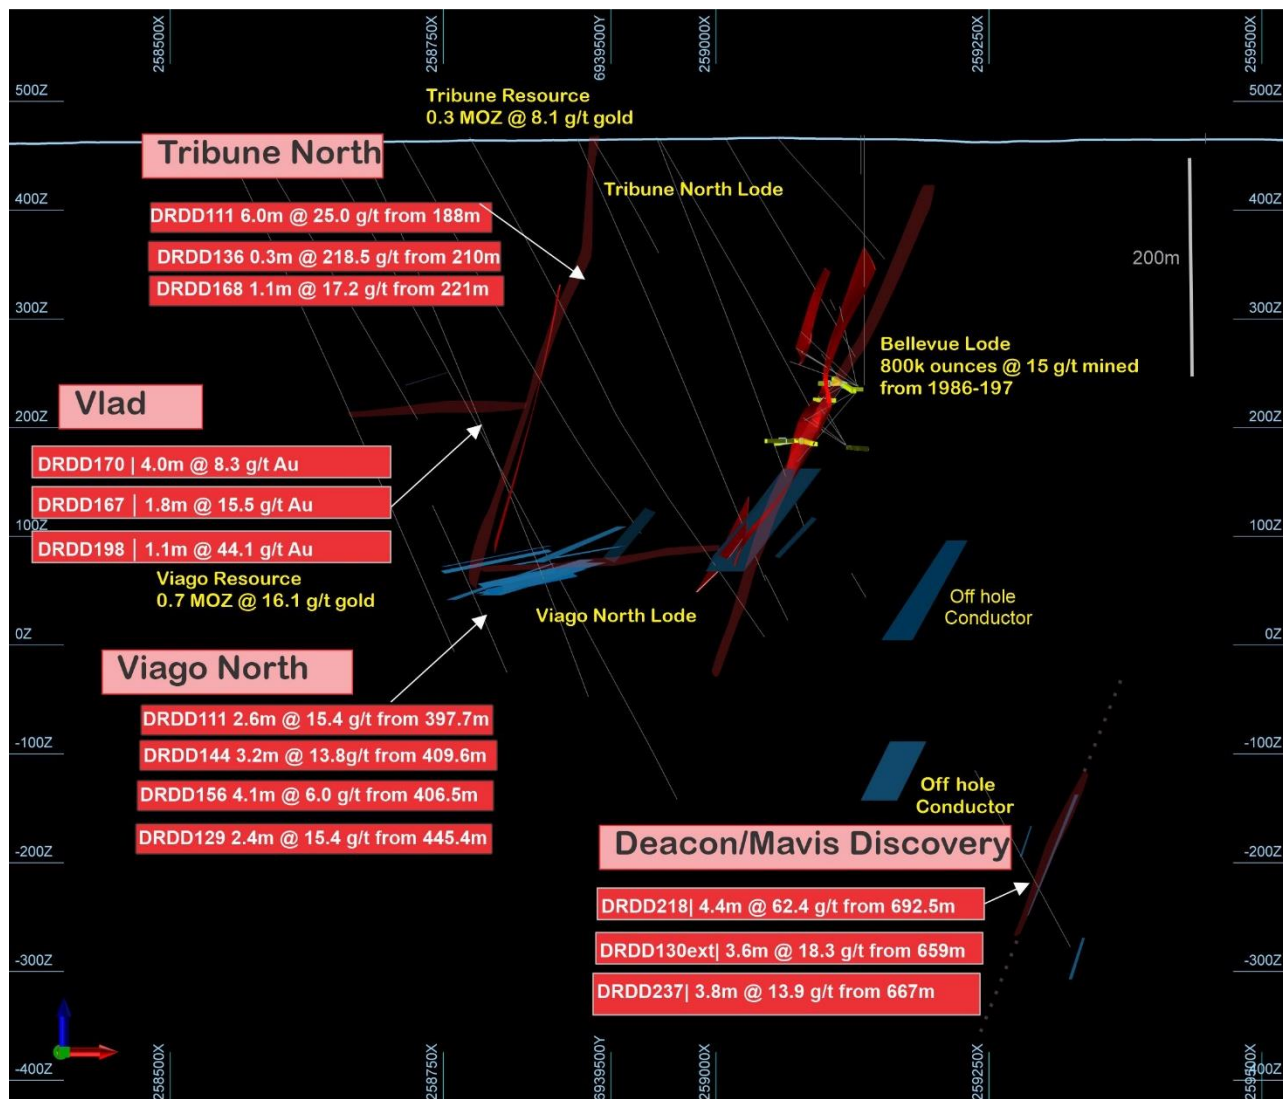 258500X
258750X
6939500Y
259000X
259250X
259500X
500Z
500Z
Tribune Resource
0.3 MOZ @ 8.1 g/t gold
Tribune North
400Z
400Z
Tribune North Lode
DRDD111 6.0m @ 25.0 g/t from 188m
DRDD136 0.3m @ 218.5 g/t from 210m
DRDD168 1.1m @ 17.2 g/t from 221m
200m
300Z
300Z
Bellevue Lode
800k ounces @ 15 g/t mined
from 1986-197
Vlad
200Z
200Z
DRDD170 | 4.0m @ 8.3 g/t Au
DRDD167 | 1.8m @ 15.5 g/t Au
DRDD198 | 1.1m @ 44.1 g/t Au
100Z
100Z
Viago Resource
0.7 MOZ @ 16.1 g/t gold
Viago North Lode
Off hole
Conductor
0Z
0Z
Viago North
DRDD111 2.6m @ 15.4 g/t from 397.7m
DRDD144 3.2m @ 13.8g/t from 409.6m
DRDD156 4.1m @ 6.0 g/t from 406.5m
DRDD129 2.4m @ 15.4 g/t from 445.4m
-100Z
-100Z
Off hole
Conductor
Deacon/Mavis Discovery
-200Z
-200Z
DRDD218| 4.4m @ 62.4 g/t from 692.5m
DRDD130ext| 3.6m @ 18.3 g/t from 659m
DRDD237| 3.8m @ 13.9 g/t from 667m
-300Z
-300Z
-400Z
-400Z
258500X
258750X
6939500Y
259000X
259250X
259500X